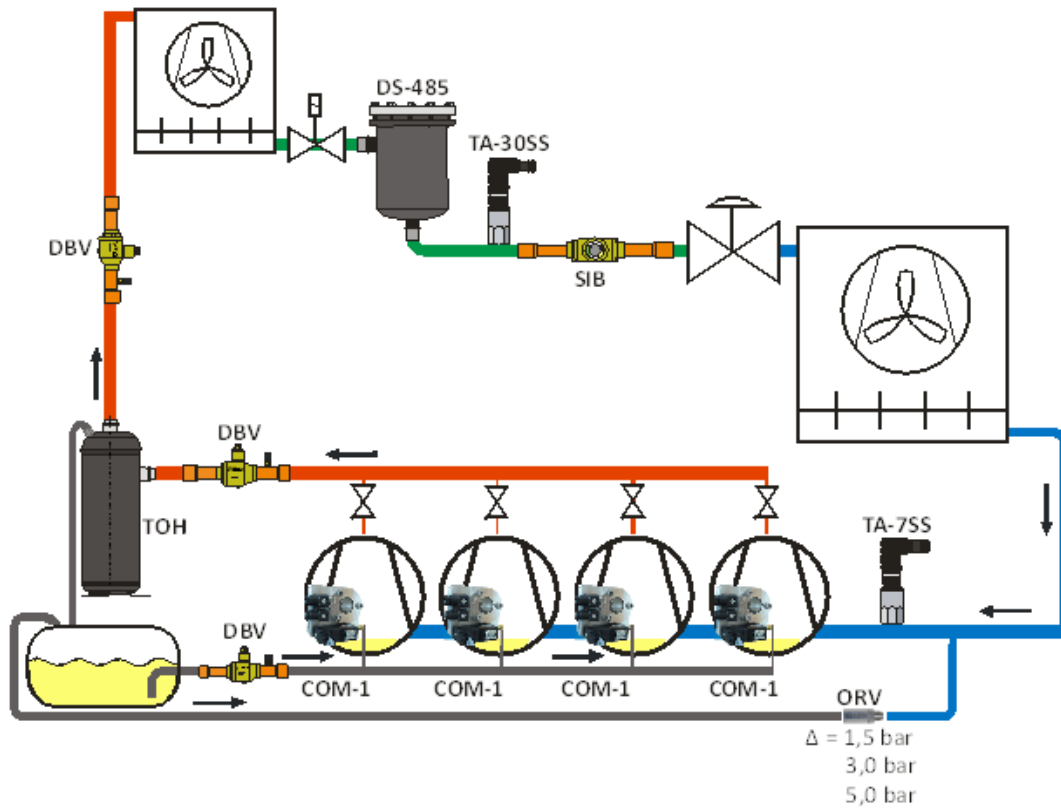 DS-485
TA-30SS
DBV
SIB
DBV
TOH
TA-7SS
DBV
COM-1
COM-1
COM-1
COM-1
ORV
Δ = 1,5 bar
3,0 bar
5,0 bar